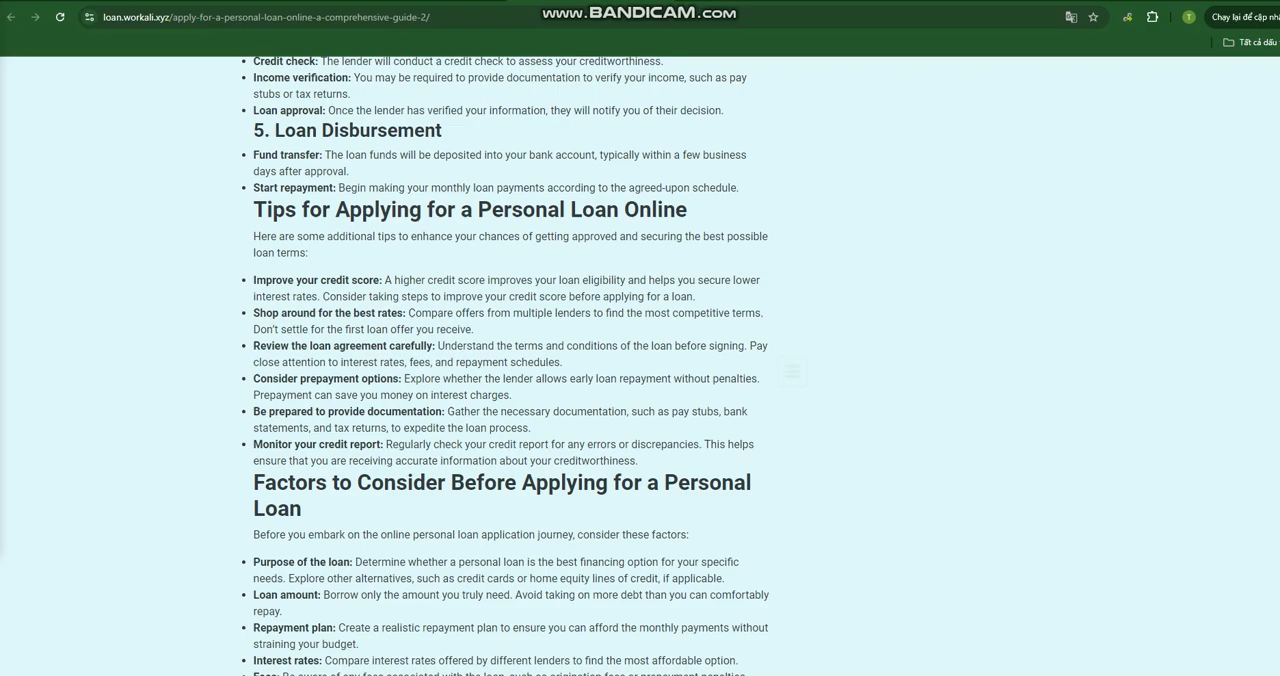 loan.workali.xyz/apply-for-a-personal-loan-online-a-comprehensive-guide-2/
www.BANDICAM.com
T
Chạy lại để cập nhậ
Tất cả dấu
• Credit check: The lender will conduct a credit check to assess your creditworthiness.
• Income verification: You may be required to provide documentation to verify your income, such as pay
stubs or tax returns.
• Loan approval: Once the lender has verified your information, they will notify you of their decision.
5. Loan Disbursement
• Fund transfer: The loan funds will be deposited into your bank account, typically within a few business
days after approval.
• Start repayment: Begin making your monthly loan payments according to the agreed-upon schedule.
Tips for Applying for a Personal Loan Online
Here are some additional tips to enhance your chances of getting approved and securing the best possible
loan terms:
• Improve your credit score: A higher credit score improves your loan eligibility and helps you secure lower
interest rates. Consider taking steps to improve your credit score before applying for a loan.
• Shop around for the best rates: Compare offers from multiple lenders to find the most competitive terms.
Don't settle for the first loan offer you receive.
• Review the loan agreement carefully: Understand the terms and conditions of the loan before signing. Pay
close attention to interest rates, fees, and repayment schedules.
• Consider prepayment options: Explore whether the lender allows early loan repayment without penalties.
Prepayment can save you money on interest charges.
• Be prepared to provide documentation: Gather the necessary documentation, such as pay stubs, bank
statements, and tax returns, to expedite the loan process.
• Monitor your credit report: Regularly check your credit report for any errors or discrepancies. This helps
ensure that you are receiving accurate information about your creditworthiness.
Factors to Consider Before Applying for a Personal
Loan
Before you embark on the online personal loan application journey, consider these factors:
• Purpose of the loan: Determine whether a personal loan is the best financing option for your specific
needs. Explore other alternatives, such as credit cards or home equity lines of credit, if applicable.
• Loan amount: Borrow only the amount you truly need. Avoid taking on more debt than you can comfortably
repay.
• Repayment plan: Create a realistic repayment plan to ensure you can afford the monthly payments without
straining your budget.
• Interest rates: Compare interest rates offered by different lenders to find the most affordable option.
• Fees: Be aware of any fees associated with the loan, such as origination fees or prepayment penalties.